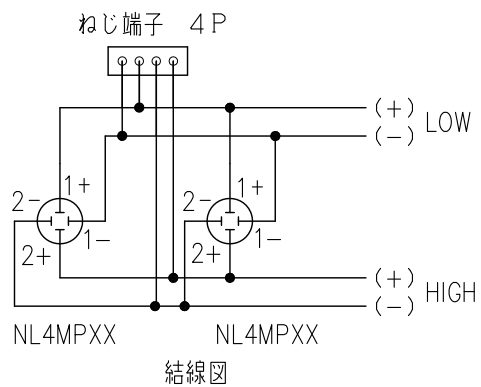 ねじ端子 4P
(+)
(-)
LOW
1+
2-
2+
1-
1+
2-
2+
1-
(+)
(-)
HIGH
NL4MPXX
NL4MPXX
結線図